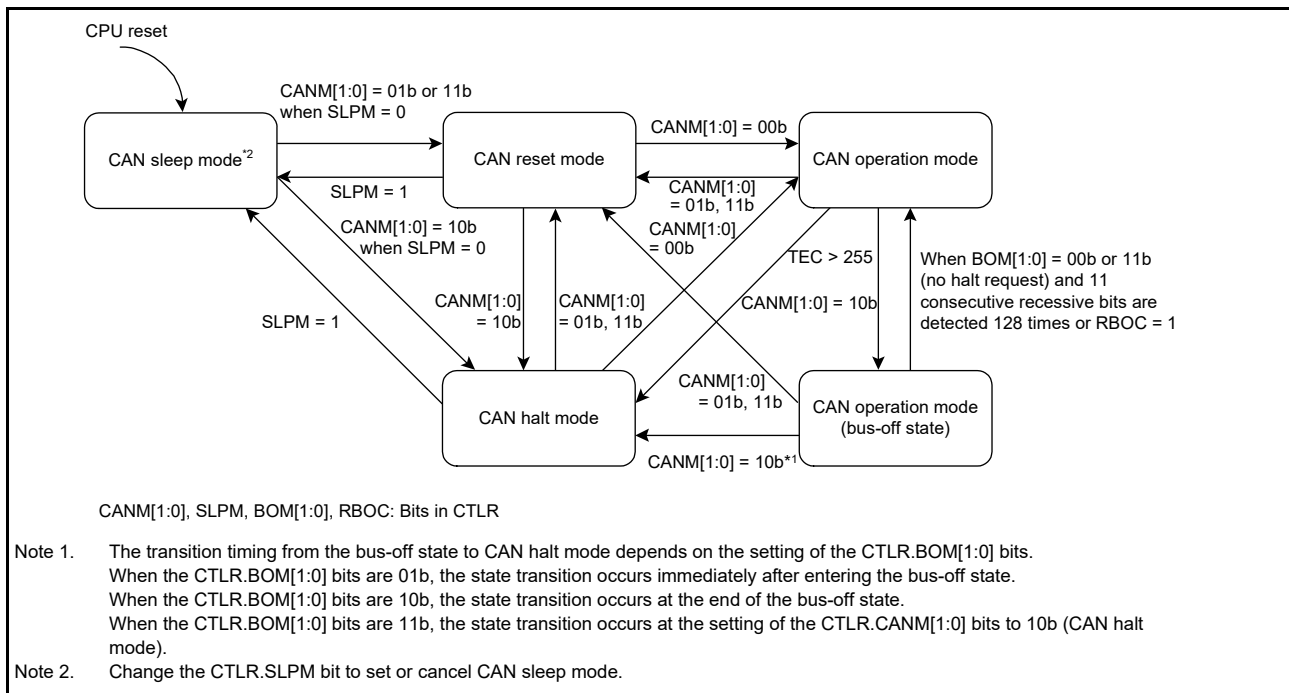 CPU reset
CANM[1:0] = 01b or 11b
when SLPM = 0
CANM[1:0] = 00b
CAN sleep mode*2
CAN reset mode
CAN operation mode
SLPM = 1
CANM[1:0]
= 01b, 11b
CANM[1:0] = 10b
when SLPM = 0
CANM[1:0]
= 00b
TEC > 255
When BOM[1:0] = 00b or 11b
(no halt request) and 11
consecutive recessive bits are
detected 128 times or RBOC = 1
SLPM = 1
CANM[1:0]
= 10b
CANM[1:0]
= 01b, 11b
CANM[1:0] = 10b
CANM[1:0]
= 01b, 11b
CAN halt mode
CAN operation mode
(bus-off state)
CANM[1:0] = 10b*1
CANM[1:0], SLPM, BOM[1:0], RBOC: Bits in CTLR
Note 1. The transition timing from the bus-off state to CAN halt mode depends on the setting of the CTLR.BOM[1:0] bits.
When the CTLR.BOM[1:0] bits are 01b, the state transition occurs immediately after entering the bus-off state.
When the CTLR.BOM[1:0] bits are 10b, the state transition occurs at the end of the bus-off state.
When the CTLR.BOM[1:0] bits are 11b, the state transition occurs at the setting of the CTLR.CANM[1:0] bits to 10b (CAN halt
mode).
Note 2. Change the CTLR.SLPM bit to set or cancel CAN sleep mode.